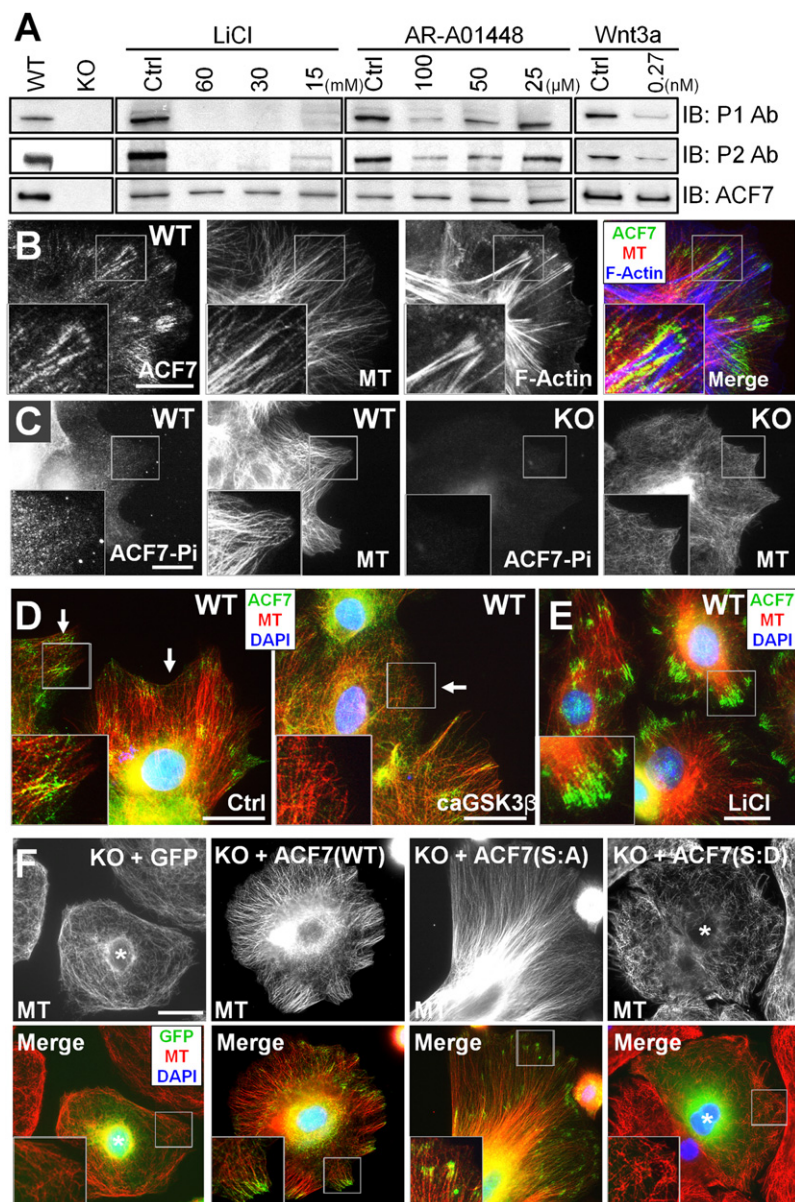 A
LiCl
AR-A01448
Wnt3a
WT
KO
Ctrl
60
30
15 (mM)
Ctrl
100
50
25 (µM)
Ctrl
0.27 (nM)
IB: P1 Ab
IB: P2 Ab
IB: ACF7
B
WT
ACF7
MT
F-Actin
ACF7
MT
F-Actin
Merge
C
WT
ACF7-Pi
WT
MT
KO
ACF7-Pi
KO
MT
D
WT
ACF7
MT
DAPI
Ctrl
WT
caGSK3β
E
WT
ACF7
MT
DAPI
LiCl
F
KO + GFP
*
MT
KO + ACF7(WT)
MT
KO + ACF7(S:A)
MT
KO + ACF7(S:D)
*
MT
Merge
GFP
MT
DAPI
*
Merge
Merge
Merge
*